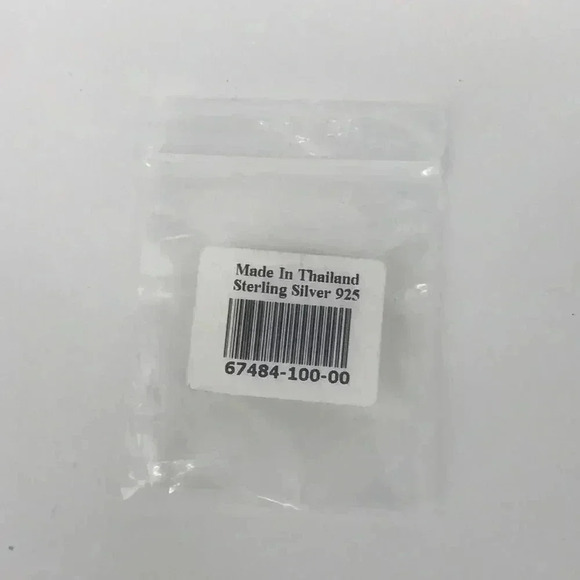 Made In Thailand
Sterling Silver 925
67484-100-00